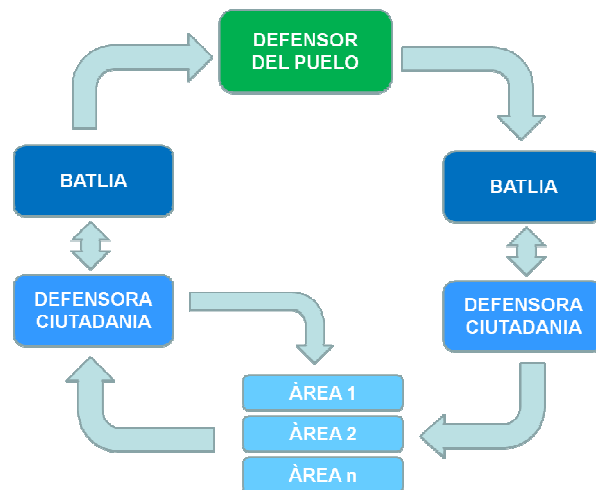 DEFENSOR
DEL PUELO
BATLIA
BATLIA
DEFENSORA
CIUTADANIA
DEFENSORA
CIUTADANIA
ÀREA 1
ÀREA 2
ÀREA n